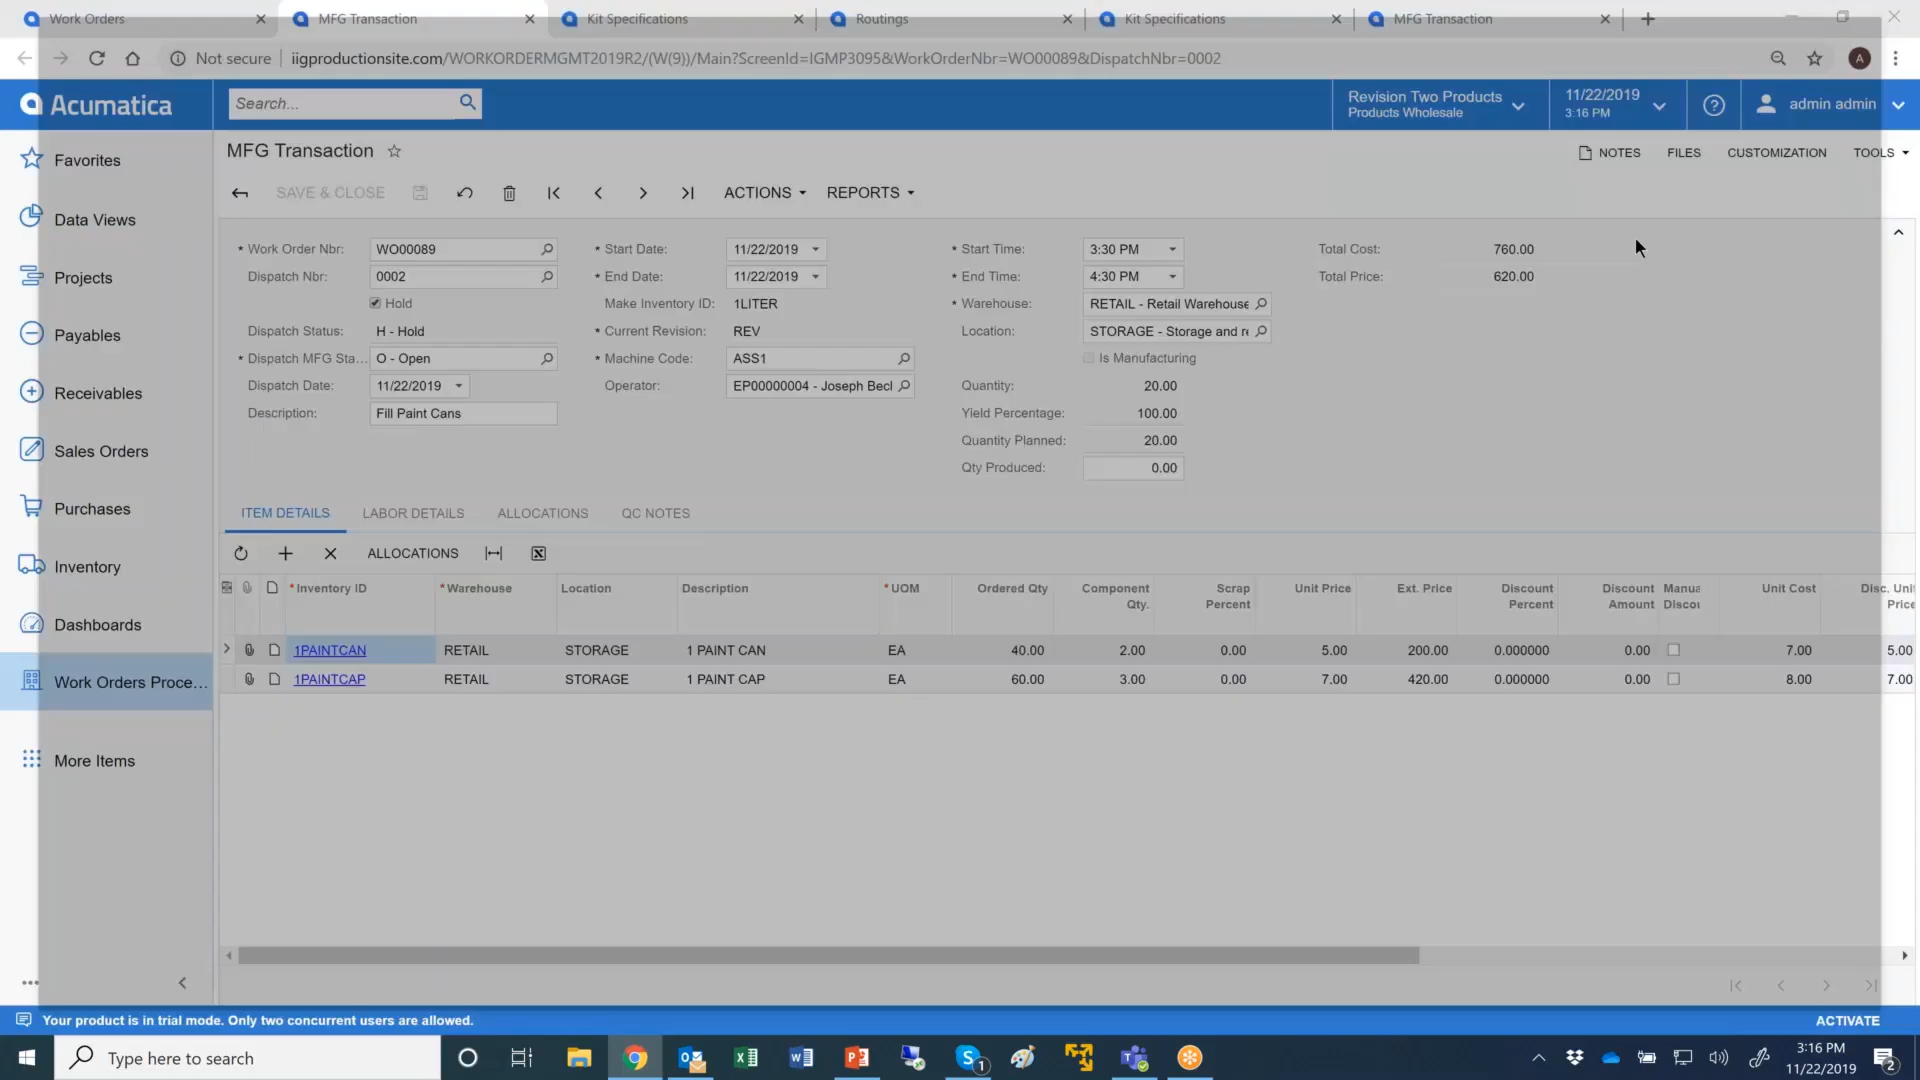 Work Orders
MFG Transaction
Kit Specifications
Routings
Kit Specifications
MFG Transaction
Not secure
iigproductionsite.com/WORKORDERMGMT2019R2/(W(9))/Main?ScreenId=IGMP3095&WorkOrderNbr=WO00089&DispatchNbr=0002
A
Acumatica
Search...
Revision Two Products
Products Wholesale
11/22/2019
3:16 PM
admin admin
Favorites
Data Views
Projects
Payables
Receivables
Sales Orders
Purchases
Inventory
Dashboards
Work Orders Proce...
More Items
MFG Transaction
NOTES
FILES
CUSTOMIZATION
TOOLS
SAVE & CLOSE
ACTIONS
REPORTS
* Work Order Nbr: WO00089
Dispatch Nbr: 0002
Hold
Dispatch Status: H - Hold
* Dispatch MFG Sta... O - Open
Dispatch Date: 11/22/2019
Description: Fill Paint Cans
* Start Date: 11/22/2019
* End Date: 11/22/2019
Make Inventory ID: 1LITER
* Current Revision: REV
* Machine Code: ASS1
Operator: EP00000004 - Joseph Becl
* Start Time: 3:30 PM
* End Time: 4:30 PM
* Warehouse: RETAIL - Retail Warehouse
Location: STORAGE - Storage and re
Is Manufacturing
Quantity: 20.00
Yield Percentage: 100.00
Quantity Planned: 20.00
Qty Produced: 0.00
Total Cost: 760.00
Total Price: 620.00
ITEM DETAILS
LABOR DETAILS
ALLOCATIONS
QC NOTES
ALLOCATIONS
* Inventory ID * Warehouse Location Description * UOM Ordered Qty Component Qty. Scrap Percent Unit Price Ext. Price Discount Percent Discount Amount Manua Discou Unit Cost Disc. Uni Price
1PAINTCAN RETAIL STORAGE 1 PAINT CAN EA 40.00 2.00 0.00 5.00 200.00 0.000000 0.00 7.00 5.00
1PAINTCAP RETAIL STORAGE 1 PAINT CAP EA 60.00 3.00 0.00 7.00 420.00 0.000000 0.00 8.00 7.00
Your product is in trial mode. Only two concurrent users are allowed.
ACTIVATE
Type here to search
1
3:16 PM
11/22/2019
2